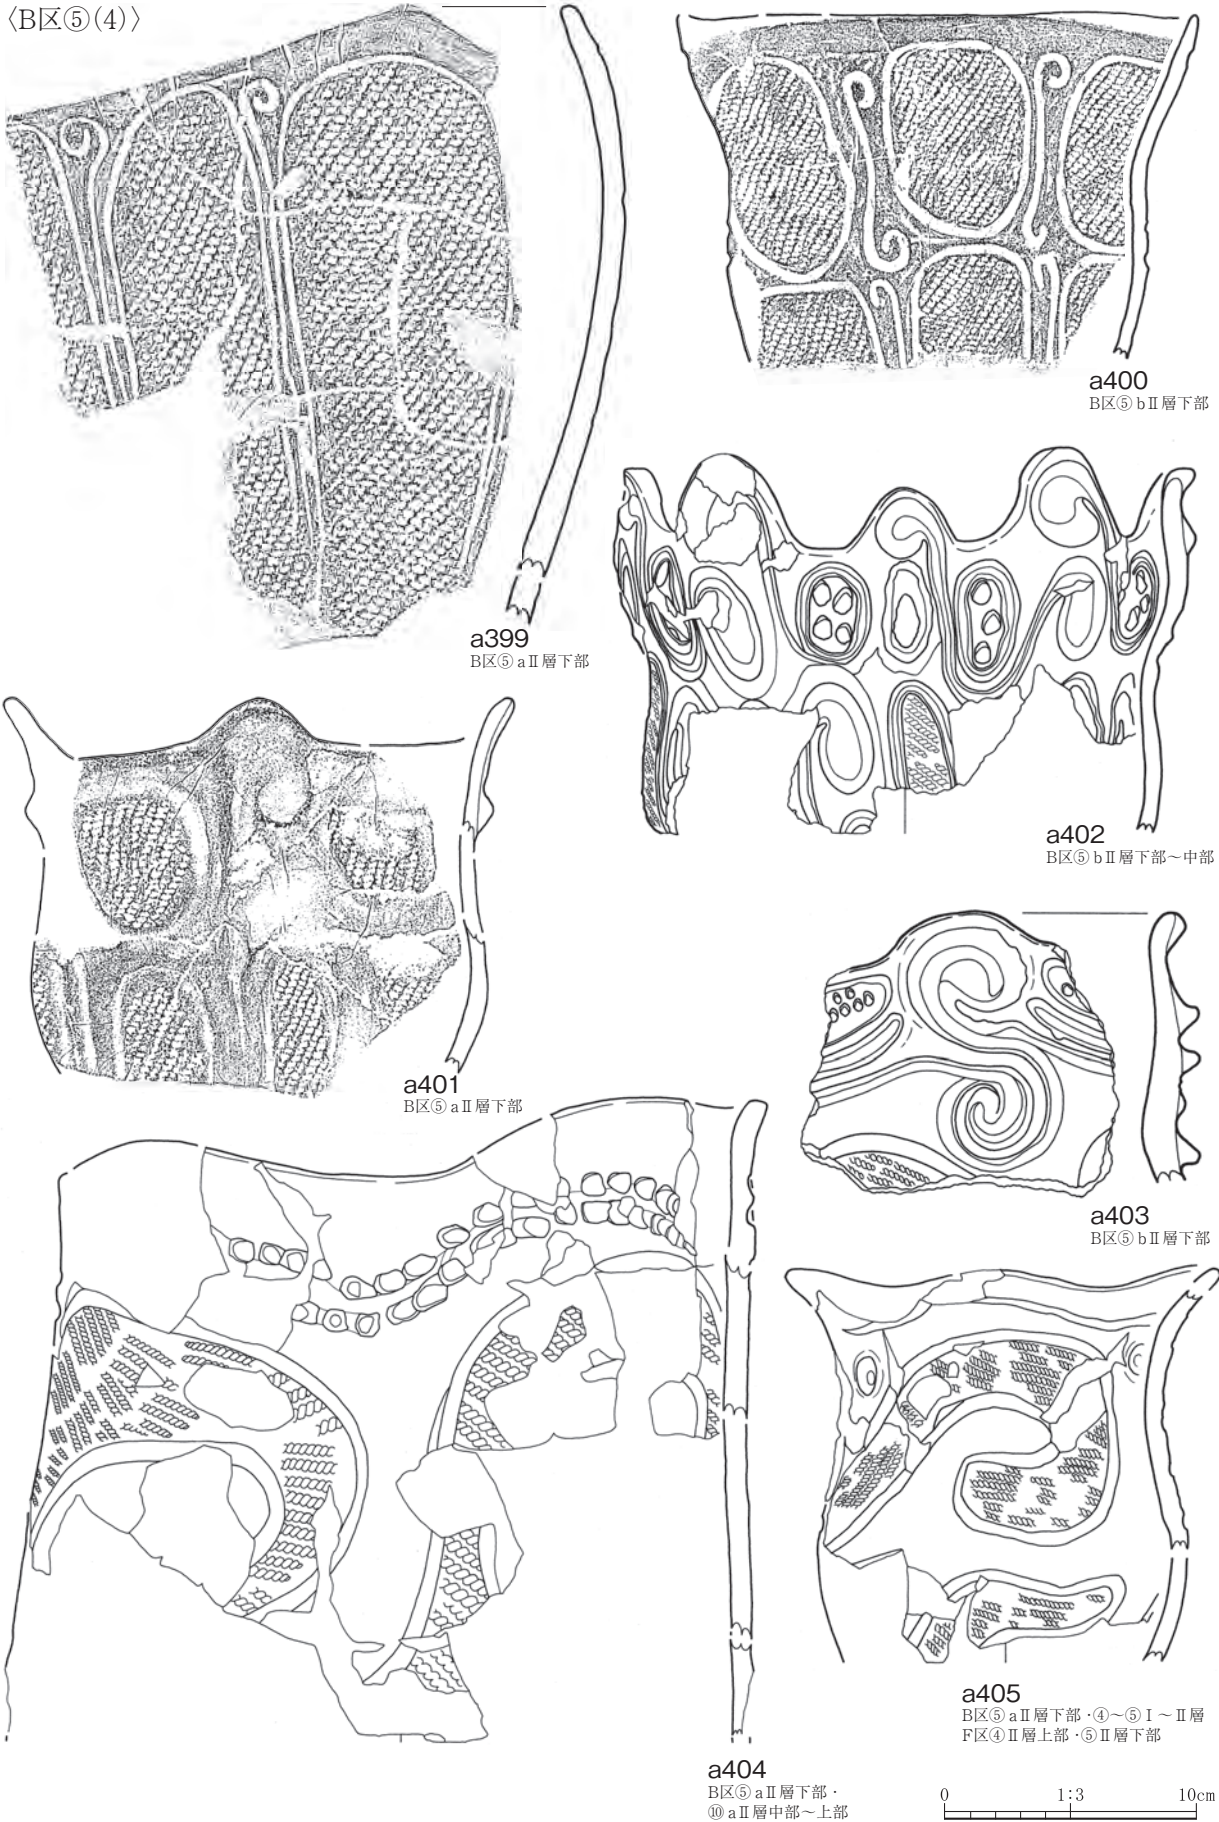 〈B区⑤(4)〉
a399
B区⑤aⅡ層下部
a400
B区⑤bⅡ層下部
a401
B区⑤aⅡ層下部
a402
B区⑤bⅡ層下部～中部
a403
B区⑤bⅡ層下部
a404
B区⑤aⅡ層下部・
⑩aⅡ層中部～上部
a405
B区⑤aⅡ層下部・④～⑤Ⅰ～Ⅱ層
F区④Ⅱ層上部・⑤Ⅱ層下部
0 1:3 10cm